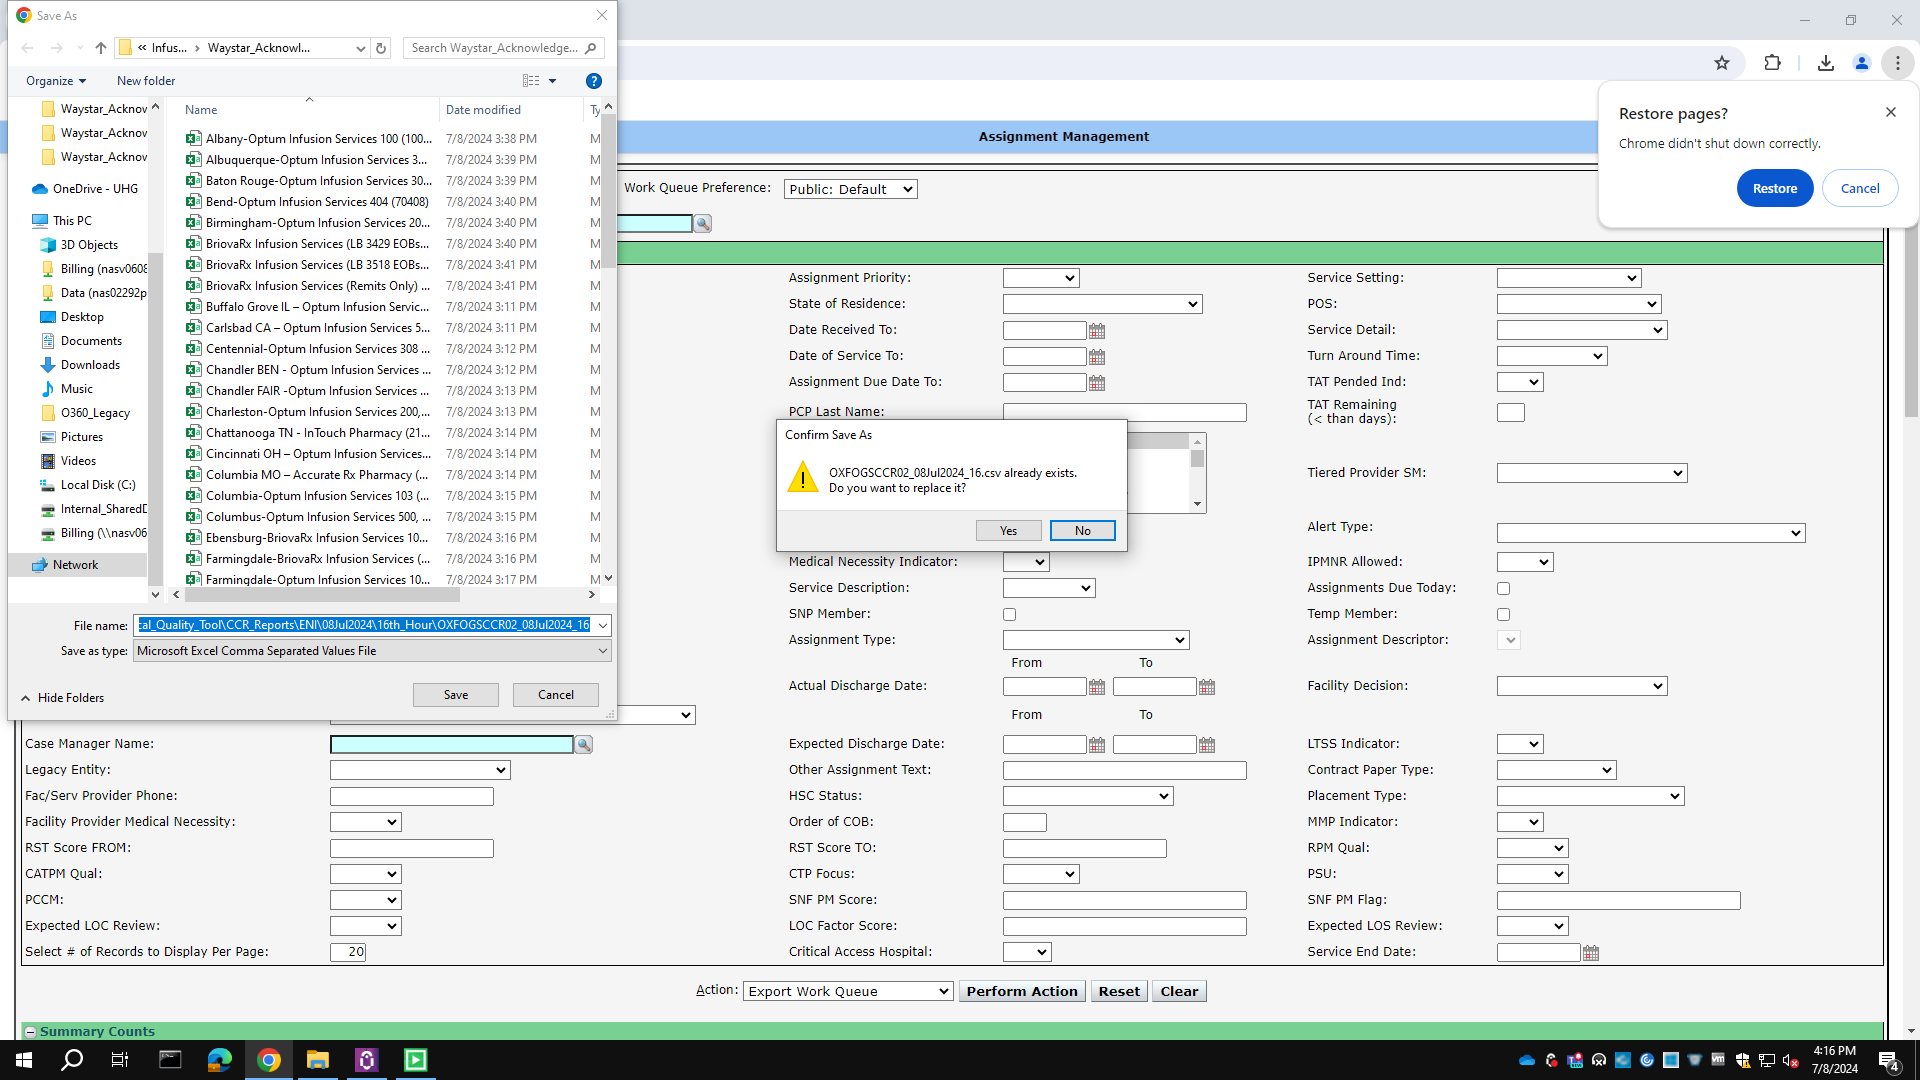 Save As
« Infus... › Waystar_Acknowl...
Search Waystar_Acknowledge...
Organize
New folder
Waystar_Acknow
Waystar_Acknow
Waystar_Acknow
OneDrive - UHG
This PC
3D Objects
Billing (nasv0608
Data (nas02292p
Desktop
Documents
Downloads
Music
O360_Legacy
Pictures
Videos
Local Disk (C:)
Internal_SharedD
Billing (\\nasv06
Network
Name Date modified Ty
Albany-Optum Infusion Services 100 (100... 7/8/2024 3:38 PM M
Albuquerque-Optum Infusion Services 3... 7/8/2024 3:39 PM M
Baton Rouge-Optum Infusion Services 30... 7/8/2024 3:39 PM M
Bend-Optum Infusion Services 404 (70408) 7/8/2024 3:40 PM M
Birmingham-Optum Infusion Services 20... 7/8/2024 3:40 PM M
BriovaRx Infusion Services (LB 3429 EOBs... 7/8/2024 3:40 PM M
BriovaRx Infusion Services (LB 3518 EOBs... 7/8/2024 3:41 PM M
BriovaRx Infusion Services (Remits Only) ... 7/8/2024 3:41 PM M
Buffalo Grove IL – Optum Infusion Servic... 7/8/2024 3:11 PM M
Carlsbad CA – Optum Infusion Services 5... 7/8/2024 3:11 PM M
Centennial-Optum Infusion Services 308 ... 7/8/2024 3:12 PM M
Chandler BEN - Optum Infusion Services ... 7/8/2024 3:12 PM M
Chandler FAIR -Optum Infusion Services ... 7/8/2024 3:13 PM M
Charleston-Optum Infusion Services 200,... 7/8/2024 3:13 PM M
Chattanooga TN - InTouch Pharmacy (21... 7/8/2024 3:14 PM M
Cincinnati OH – Optum Infusion Services... 7/8/2024 3:14 PM M
Columbia MO – Accurate Rx Pharmacy (... 7/8/2024 3:14 PM M
Columbia-Optum Infusion Services 103 (... 7/8/2024 3:15 PM M
Columbus-Optum Infusion Services 500, ... 7/8/2024 3:15 PM M
Ebensburg-BriovaRx Infusion Services 10... 7/8/2024 3:16 PM M
Farmingdale-BriovaRx Infusion Services (... 7/8/2024 3:16 PM M
Farmingdale-Optum Infusion Services 10... 7/8/2024 3:17 PM M
File name: cal_Quality_Tool\CCR_Reports\ENI\08Jul2024\16th_Hour\OXFOGSCCR02_08Jul2024_16
Save as type: Microsoft Excel Comma Separated Values File
Hide Folders
Save
Cancel
Restore pages?
Chrome didn't shut down correctly.
Restore
Cancel
Assignment Management
Work Queue Preference: Public: Default
Assignment Priority: Service Setting:
State of Residence: POS:
Date Received To: Service Detail:
Date of Service To: Turn Around Time:
Assignment Due Date To: TAT Pended Ind:
PCP Last Name: TAT Remaining
(< than days):
Confirm Save As
OXFOGSCCR02_08Jul2024_16.csv already exists.
Do you want to replace it?
Yes
No
Tiered Provider SM:
Alert Type:
Medical Necessity Indicator: IPMNR Allowed:
Service Description: Assignments Due Today:
SNP Member: Temp Member:
Assignment Type: Assignment Descriptor:
From To
Actual Discharge Date: Facility Decision:
From To
Case Manager Name: Expected Discharge Date: LTSS Indicator:
Legacy Entity: Other Assignment Text: Contract Paper Type:
Fac/Serv Provider Phone: HSC Status: Placement Type:
Facility Provider Medical Necessity: Order of COB: MMP Indicator:
RST Score FROM: RST Score TO: RPM Qual:
CATPM Qual: CTP Focus: PSU:
PCCM: SNF PM Score: SNF PM Flag:
Expected LOC Review: LOC Factor Score: Expected LOS Review:
Select # of Records to Display Per Page: 20 Critical Access Hospital: Service End Date:
Action: Export Work Queue Perform Action Reset Clear
Summary Counts
4:16 PM
7/8/2024
4